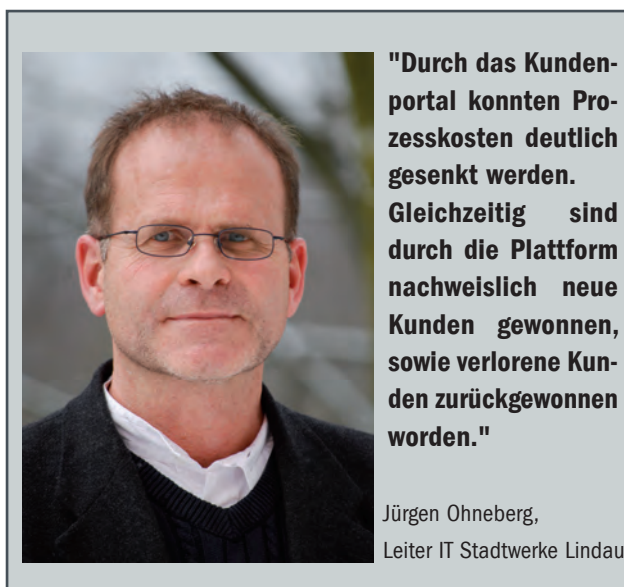 "Durch das Kunden-
portal konnten Pro-
zesskosten deutlich
gesenkt werden.
Gleichzeitig sind
durch die Plattform
nachweislich neue
Kunden gewonnen,
sowie verlorene Kun-
den zurückgewonnen
worden."
Jürgen Ohneberg,
Leiter IT Stadtwerke Lindau